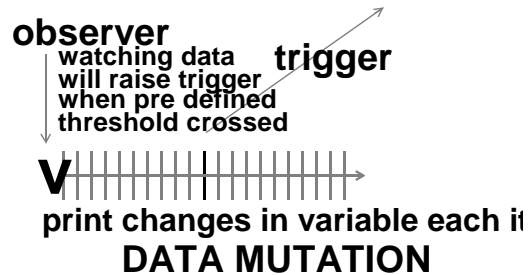 observer
watching data
will raise trigger
when pre defined
threshold crossed
trigger
V
print changes in variable each it
DATA MUTATION